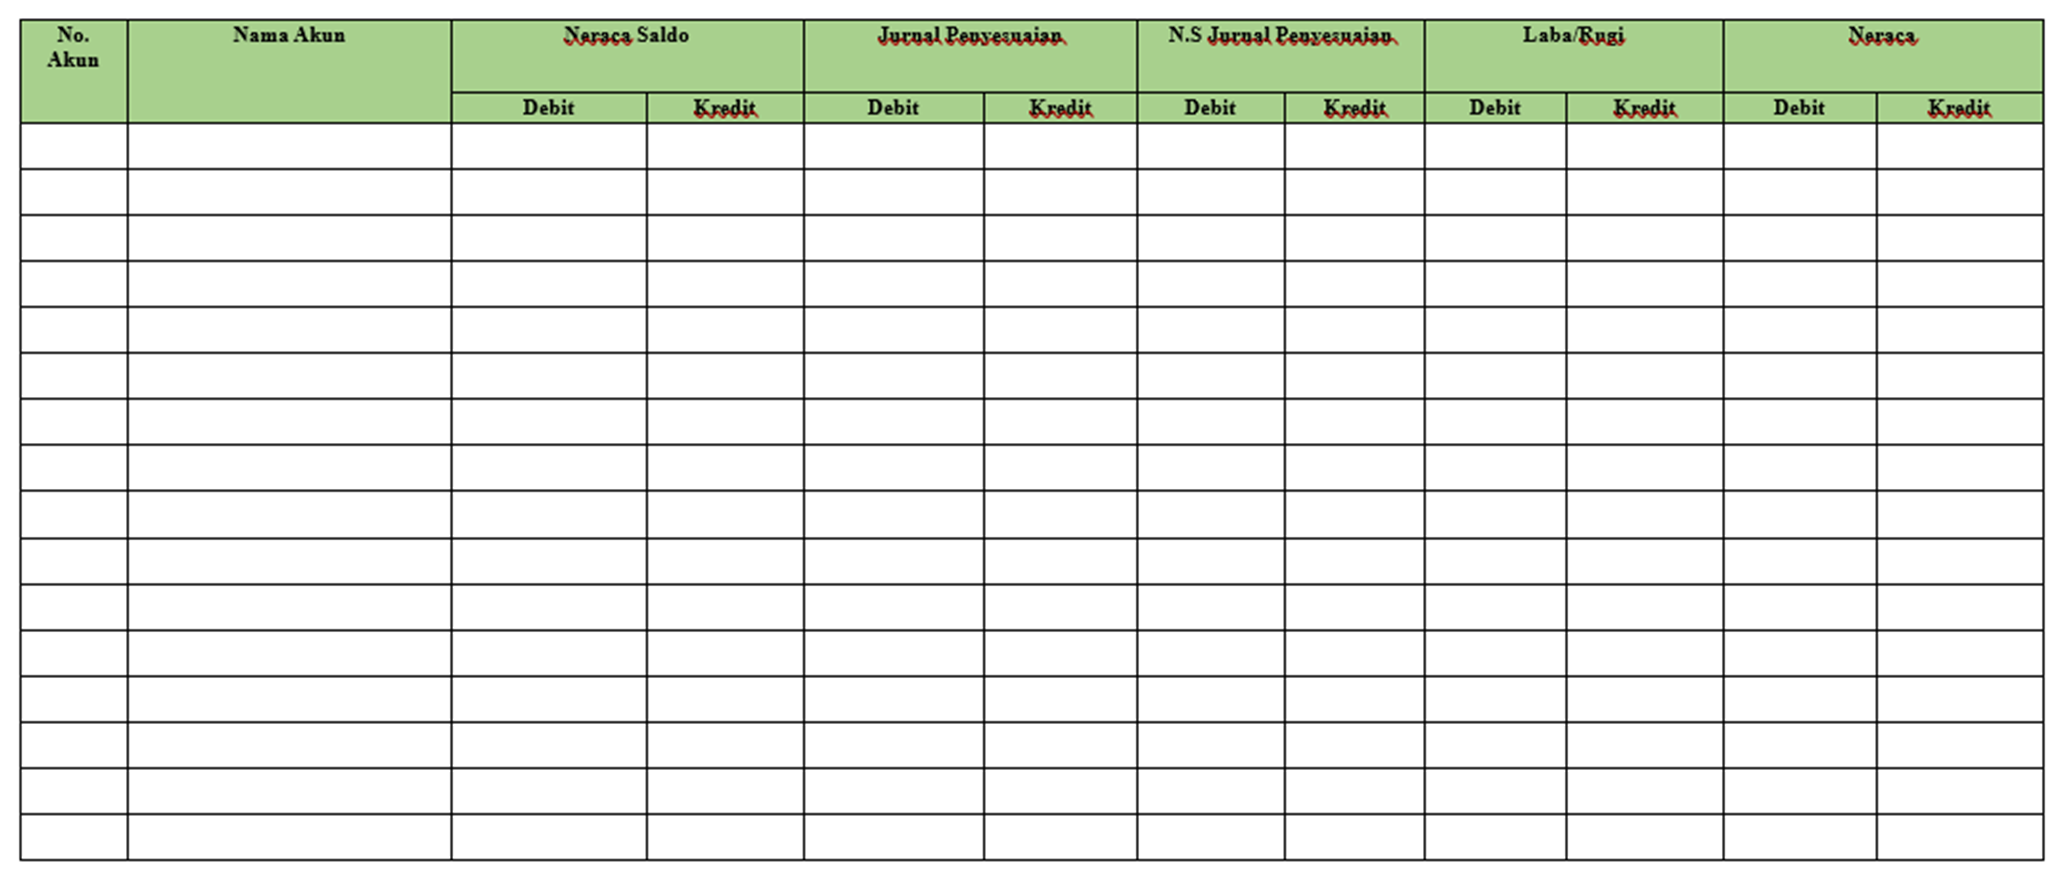 No.
Akun
Nama Akun
Neraca Saldo
Jurnal Penyesuaian
N.S Jurnal Penyesuaian
Laba/Rugi
Neraca
Debit
Kredit
Debit
Kredit
Debit
Kredit
Debit
Kredit
Debit
Kredit